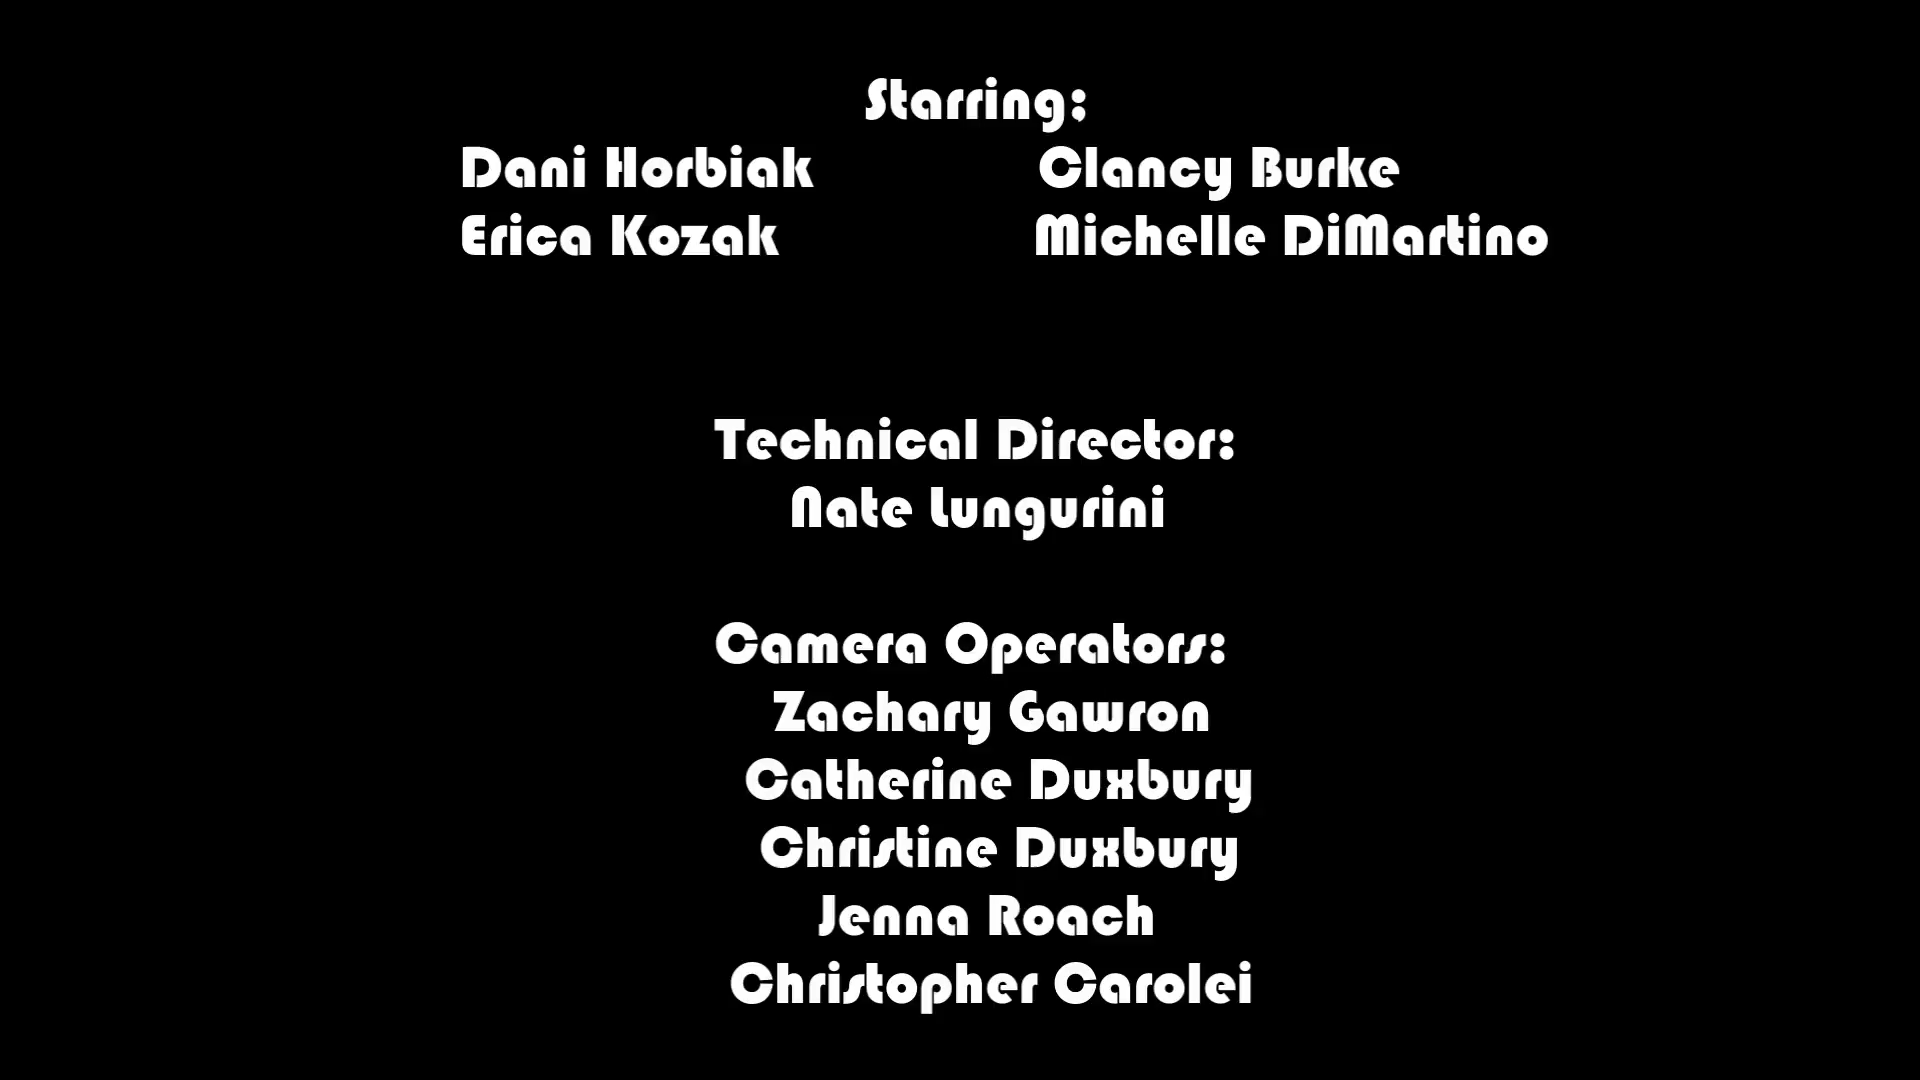 Starring;
Dani Horbiak Clancy Burke
Erica Kozak Michelle DiMartino
Technical Director:
Nate Lungurini
Camera Operators:
Zachary Gawron
Catherine Duxbury
Christine Duxbury
Jenna Roach
Christopher Carolei